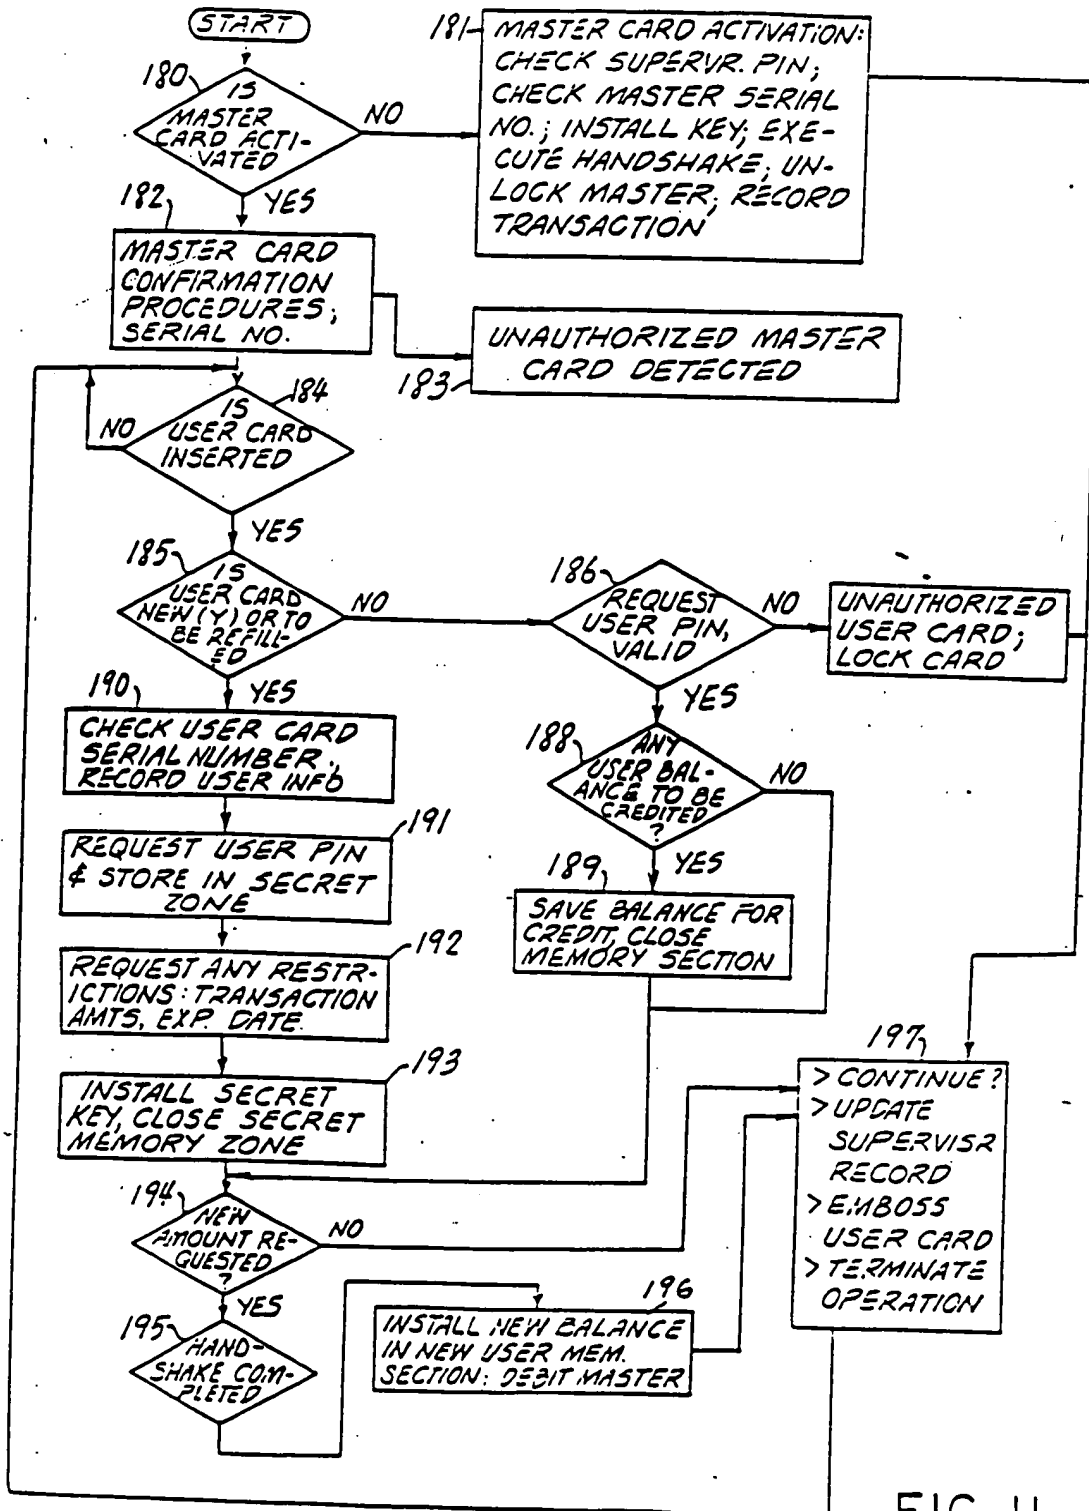 START
180
IS
MASTER
CARD ACTI-
VATED
NO
YES
181
MASTER CARD ACTIVATION:
CHECK SUPERVR. PIN;
CHECK MASTER SERIAL
NO.; INSTALL KEY; EXE-
CUTE HANDSHAKE; UN-
LOCK MASTER; RECORD
TRANSACTION
182
MASTER CARD
CONFIRMATION
PROCEDURES;
SERIAL NO.
183
UNAUTHORIZED MASTER
CARD DETECTED
184
IS
USER CARD
INSERTED
NO
YES
185
IS
USER CARD
NEW (Y) OR TO
BE REFILL-
ED
NO
YES
186
REQUEST
USER PIN,
VALID
NO
YES
UNAUTHORIZED
USER CARD;
LOCK CARD
188
ANY
USER BAL-
ANCE TO BE
CREDITED
?
NO
YES
189
SAVE BALANCE FOR
CREDIT, CLOSE
MEMORY SECTION
190
CHECK USER CARD
SERIAL NUMBER.
RECORD USER INFO
191
REQUEST USER PIN
& STORE IN SECRET
ZONE
192
REQUEST ANY RESTR-
ICTIONS: TRANSACTION
AMTS, EXP. DATE
193
INSTALL SECRET
KEY, CLOSE SECRET
MEMORY ZONE
194
NEW
AMOUNT RE-
QUESTED
?
NO
YES
195
HAND-
SHAKE COM-
PLETED
196
INSTALL NEW BALANCE
IN NEW USER MEM.
SECTION: DEBIT MASTER
197
> CONTINUE?
> UPDATE
SUPERVISR
RECORD
> EMBOSS
USER CARD
> TERMINATE
OPERATION
FIG. 11